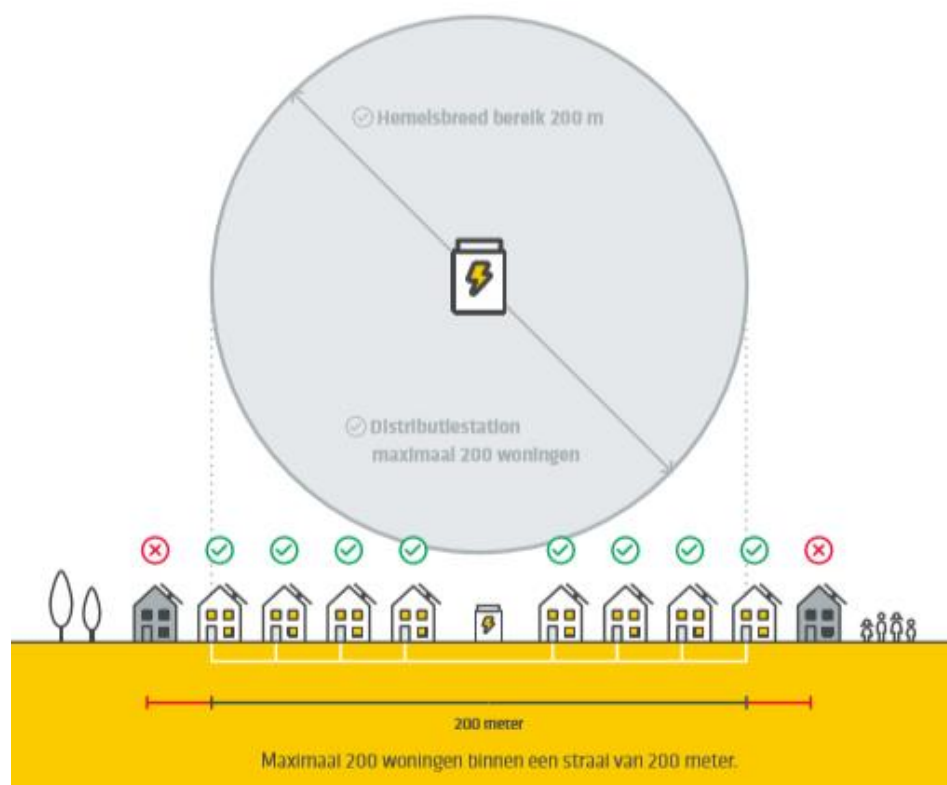 Hemelsbreed bereik 200 m
Distributiestation
maximaal 200 woningen
200 meter
Maximaal 200 woningen binnen een straal van 200 meter.